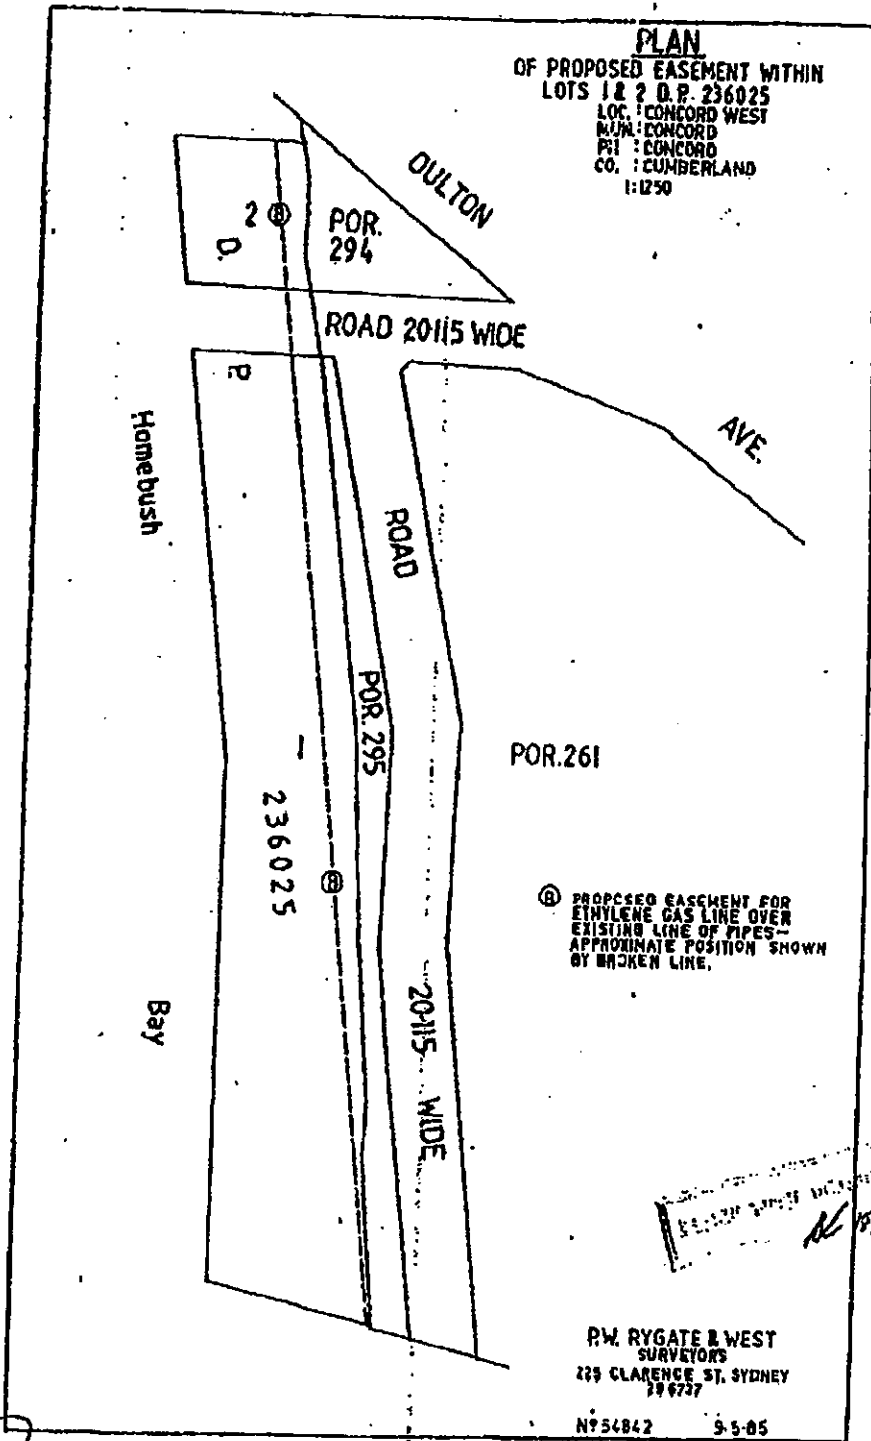 PLAN
OF PROPOSED EASEMENT WITHIN
LOTS 1 & 2 D.P. 236025
LOC. : CONCORD WEST
MUN. : CONCORD
PH : CONCORD
CO. : CUMBERLAND
1:1250
OULTON
2 Ⓑ
POR.
294
D.
ROAD 20·115 WIDE
P.
AVE.
Homebush
ROAD
POR. 295
POR. 261
1
236025
Ⓑ
Ⓑ PROPOSED EASEMENT FOR
ETHYLENE GAS LINE OVER
EXISTING LINE OF PIPES–
APPROXIMATE POSITION SHOWN
BY BROKEN LINE.
20·115 WIDE
Bay
P.W. RYGATE & WEST
SURVEYORS
225 CLARENCE ST. SYDNEY
29 6737
Nº 54842 9·5·85